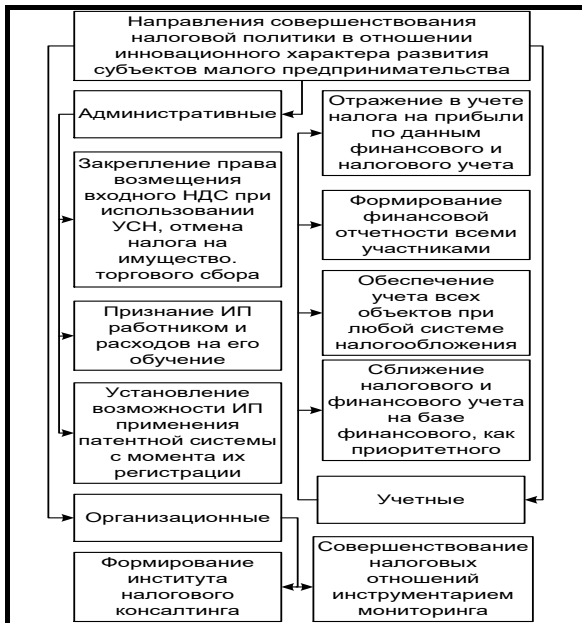 Направления совершенствования
налоговой политики в отношении
инновационного характера развития
субъектов малого предпринимательства
Административные
Закрепление права
возмещения
входного НДС при
использовании
УСН, отмена
налога на
имущество.
торгового сбора
Признание ИП
работником и
расходов на его
обучение
Установление
возможности ИП
применения
патентной системы
с момента их
регистрации
Организационные
Формирование
института
налогового
консалтинга
Отражение в учете
налога на прибыли
по данным
финансового и
налогового учета
Формирование
финансовой
отчетности всеми
участниками
Обеспечение
учета всех
объектов при
любой системе
налогообложения
Сближение
налогового и
финансового учета
на базе
финансового, как
приоритетного
Учетные
Совершенствование
налоговых
отношений
инструментарием
мониторинга